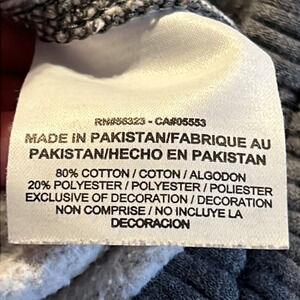 RN#56323 - CA#05553
MADE IN PAKISTAN/FABRIQUE AU
PAKISTAN/HECHO EN PAKISTAN
80% COTTON / COTON / ALGODON
20% POLYESTER / POLYESTER / POLIESTER
EXCLUSIVE OF DECORATION / DECORATION
NON COMPRISE / NO INCLUYE LA
DECORACION